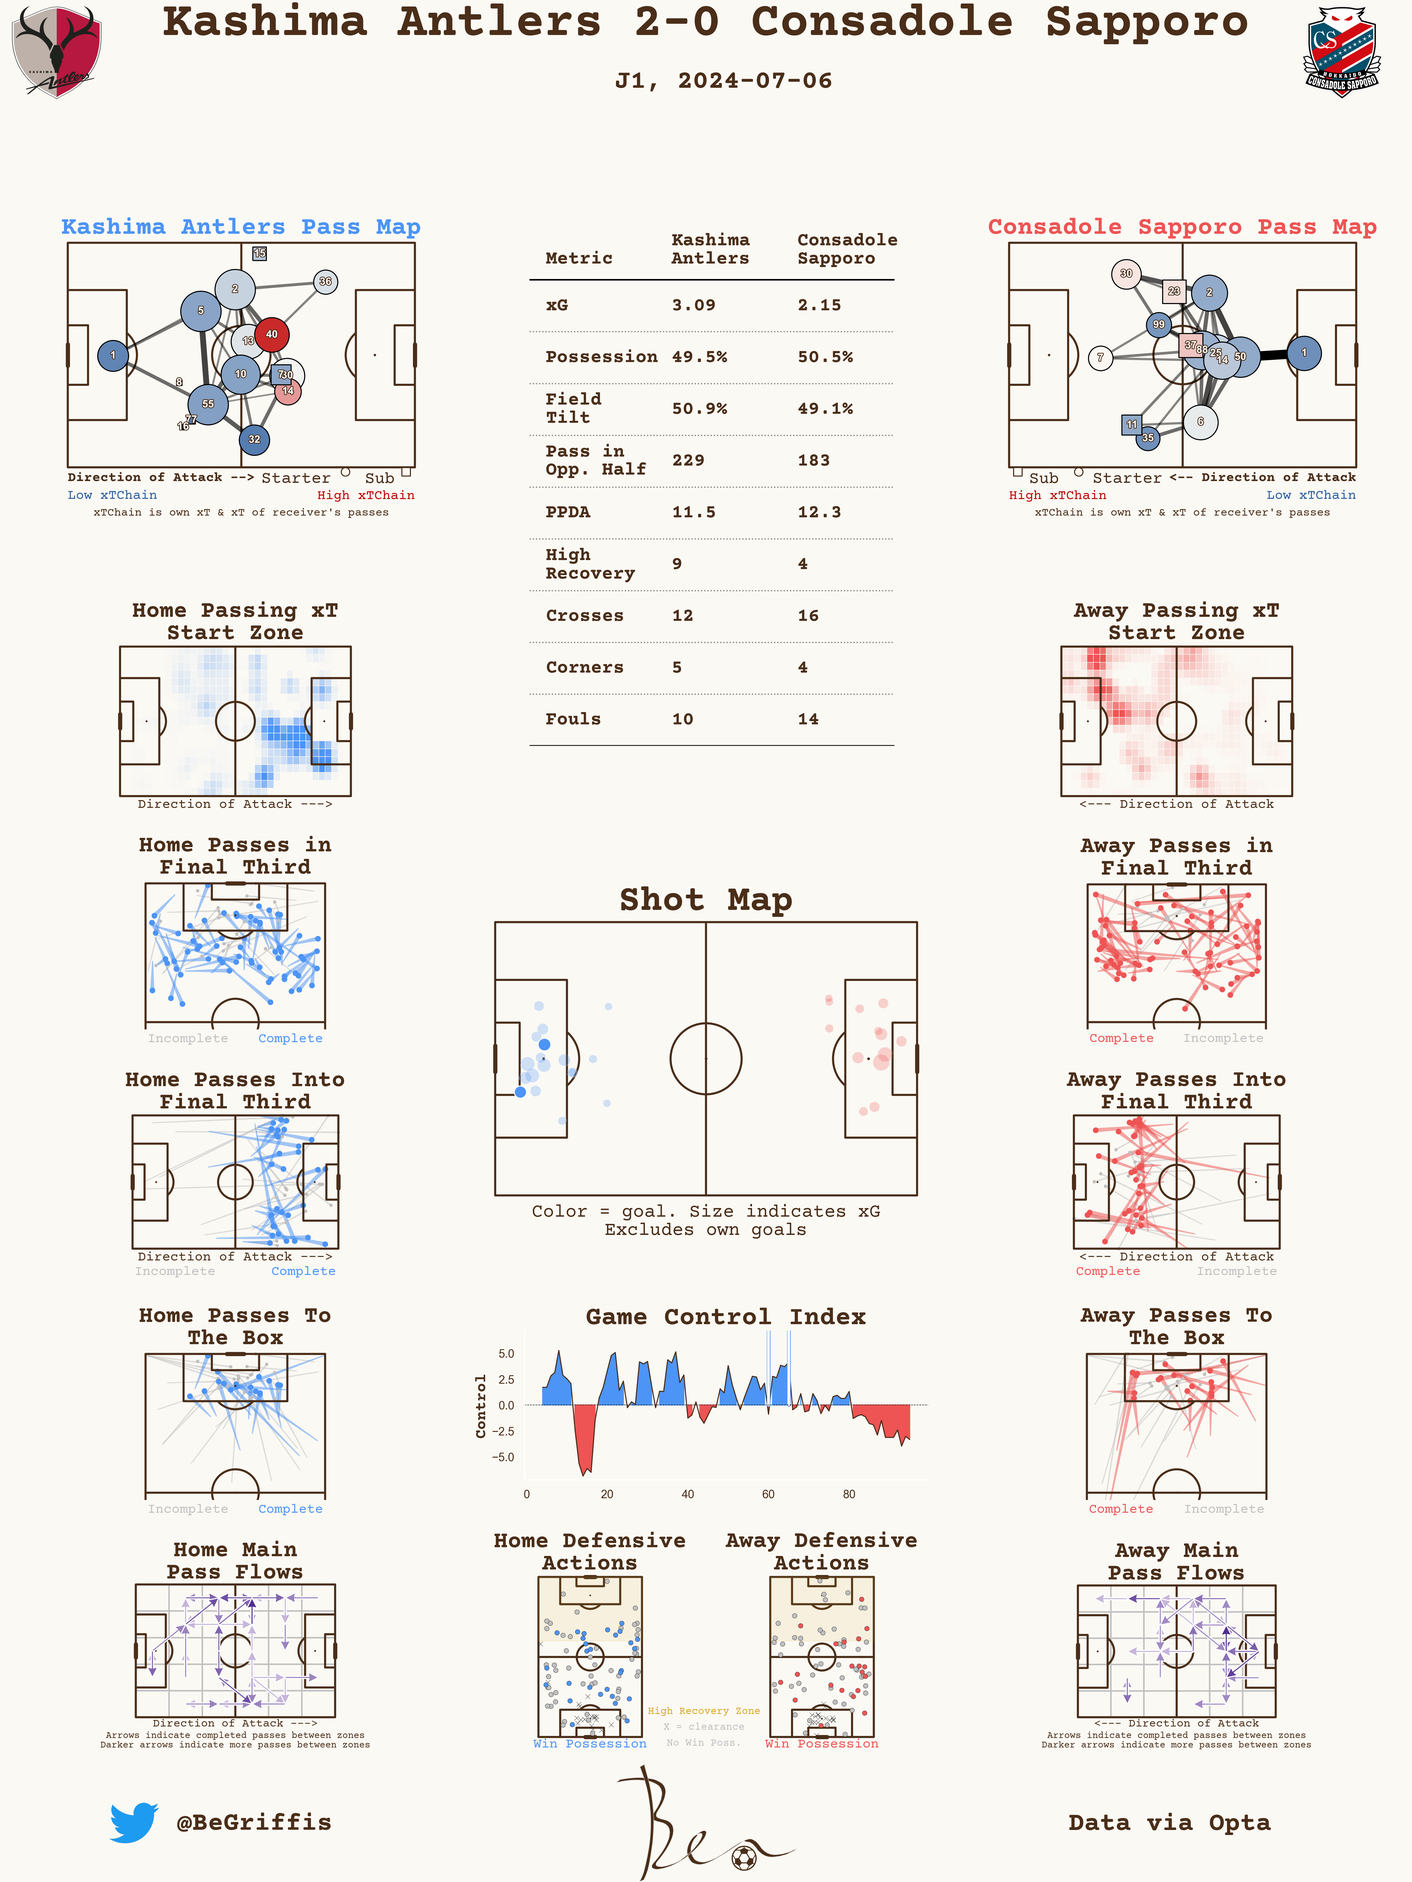 Kashima Antlers 2-0 Consadole Sapporo
J1, 2024-07-06
KASHIMA
Antlers
CS
HOKKAIDO
CONSADOLE SAPPORO
Kashima Antlers Pass Map
15
36
2
5
40
13
1
10
7
30
8
14
55
77
16
32
Direction of Attack --> Starter Sub
Low xTChain High xTChain
xTChain is own xT & xT of receiver's passes
Metric Kashima Antlers Consadole Sapporo
xG 3.09 2.15
Possession 49.5% 50.5%
Field Tilt 50.9% 49.1%
Pass in Opp. Half 229 183
PPDA 11.5 12.3
High Recovery 9 4
Crosses 12 16
Corners 5 4
Fouls 10 14
Consadole Sapporo Pass Map
30
23
2
99
37
88
25
14
50
1
7
11
35
6
Sub Starter <-- Direction of Attack
High xTChain Low xTChain
xTChain is own xT & xT of receiver's passes
Home Passing xT
Start Zone
Direction of Attack --->
Away Passing xT
Start Zone
<--- Direction of Attack
Home Passes in
Final Third
Incomplete Complete
Away Passes in
Final Third
Complete Incomplete
Shot Map
Color = goal. Size indicates xG
Excludes own goals
Home Passes Into
Final Third
Direction of Attack --->
Incomplete Complete
Away Passes Into
Final Third
<--- Direction of Attack
Complete Incomplete
Home Passes To
The Box
Incomplete Complete
Game Control Index
Control
5.0
2.5
0.0
−2.5
−5.0
0 20 40 60 80
Away Passes To
The Box
Complete Incomplete
Home Main
Pass Flows
Direction of Attack --->
Arrows indicate completed passes between zones
Darker arrows indicate more passes between zones
Home Defensive
Actions
Win Possession
Away Defensive
Actions
Win Possession
High Recovery Zone
X = clearance
No Win Poss.
Away Main
Pass Flows
<--- Direction of Attack
Arrows indicate completed passes between zones
Darker arrows indicate more passes between zones
@BeGriffis
Ben
Data via Opta